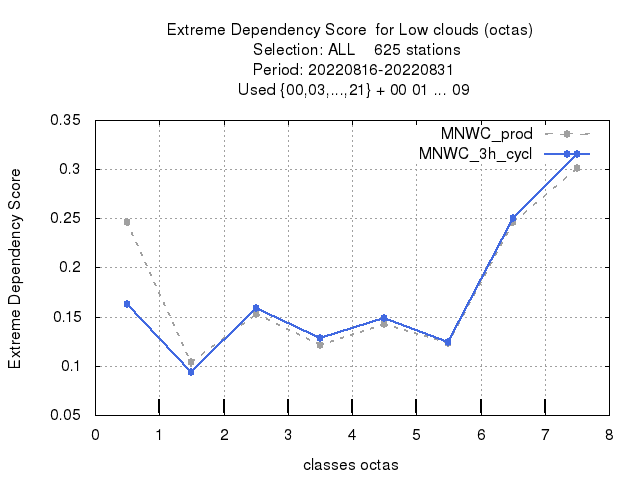 Extreme Dependency Score  for Low clouds (octas)
Selection: ALL    625 stations
Period: 20220816-20220831
Used {00,03,...,21} + 00 01 ... 09
MNWC_prod
MNWC_3h_cycl
0.35
0.3
0.25
0.2
0.15
0.1
0.05
Extreme Dependency Score
0 1 2 3 4 5 6 7 8
classes octas